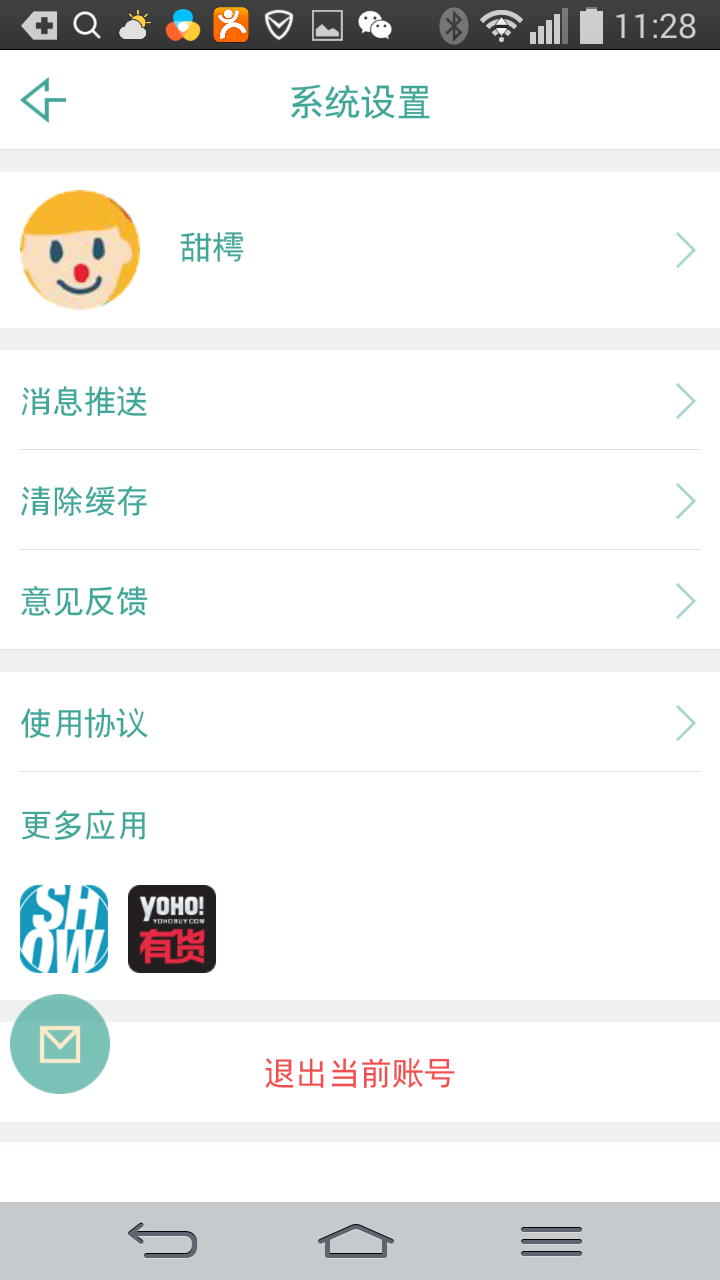 11:28
系统设置
甜樗
消息推送
清除缓存
意见反馈
使用协议
更多应用
SHOW
YOHO!
YOHOBUY.COM
有货
退出当前账号